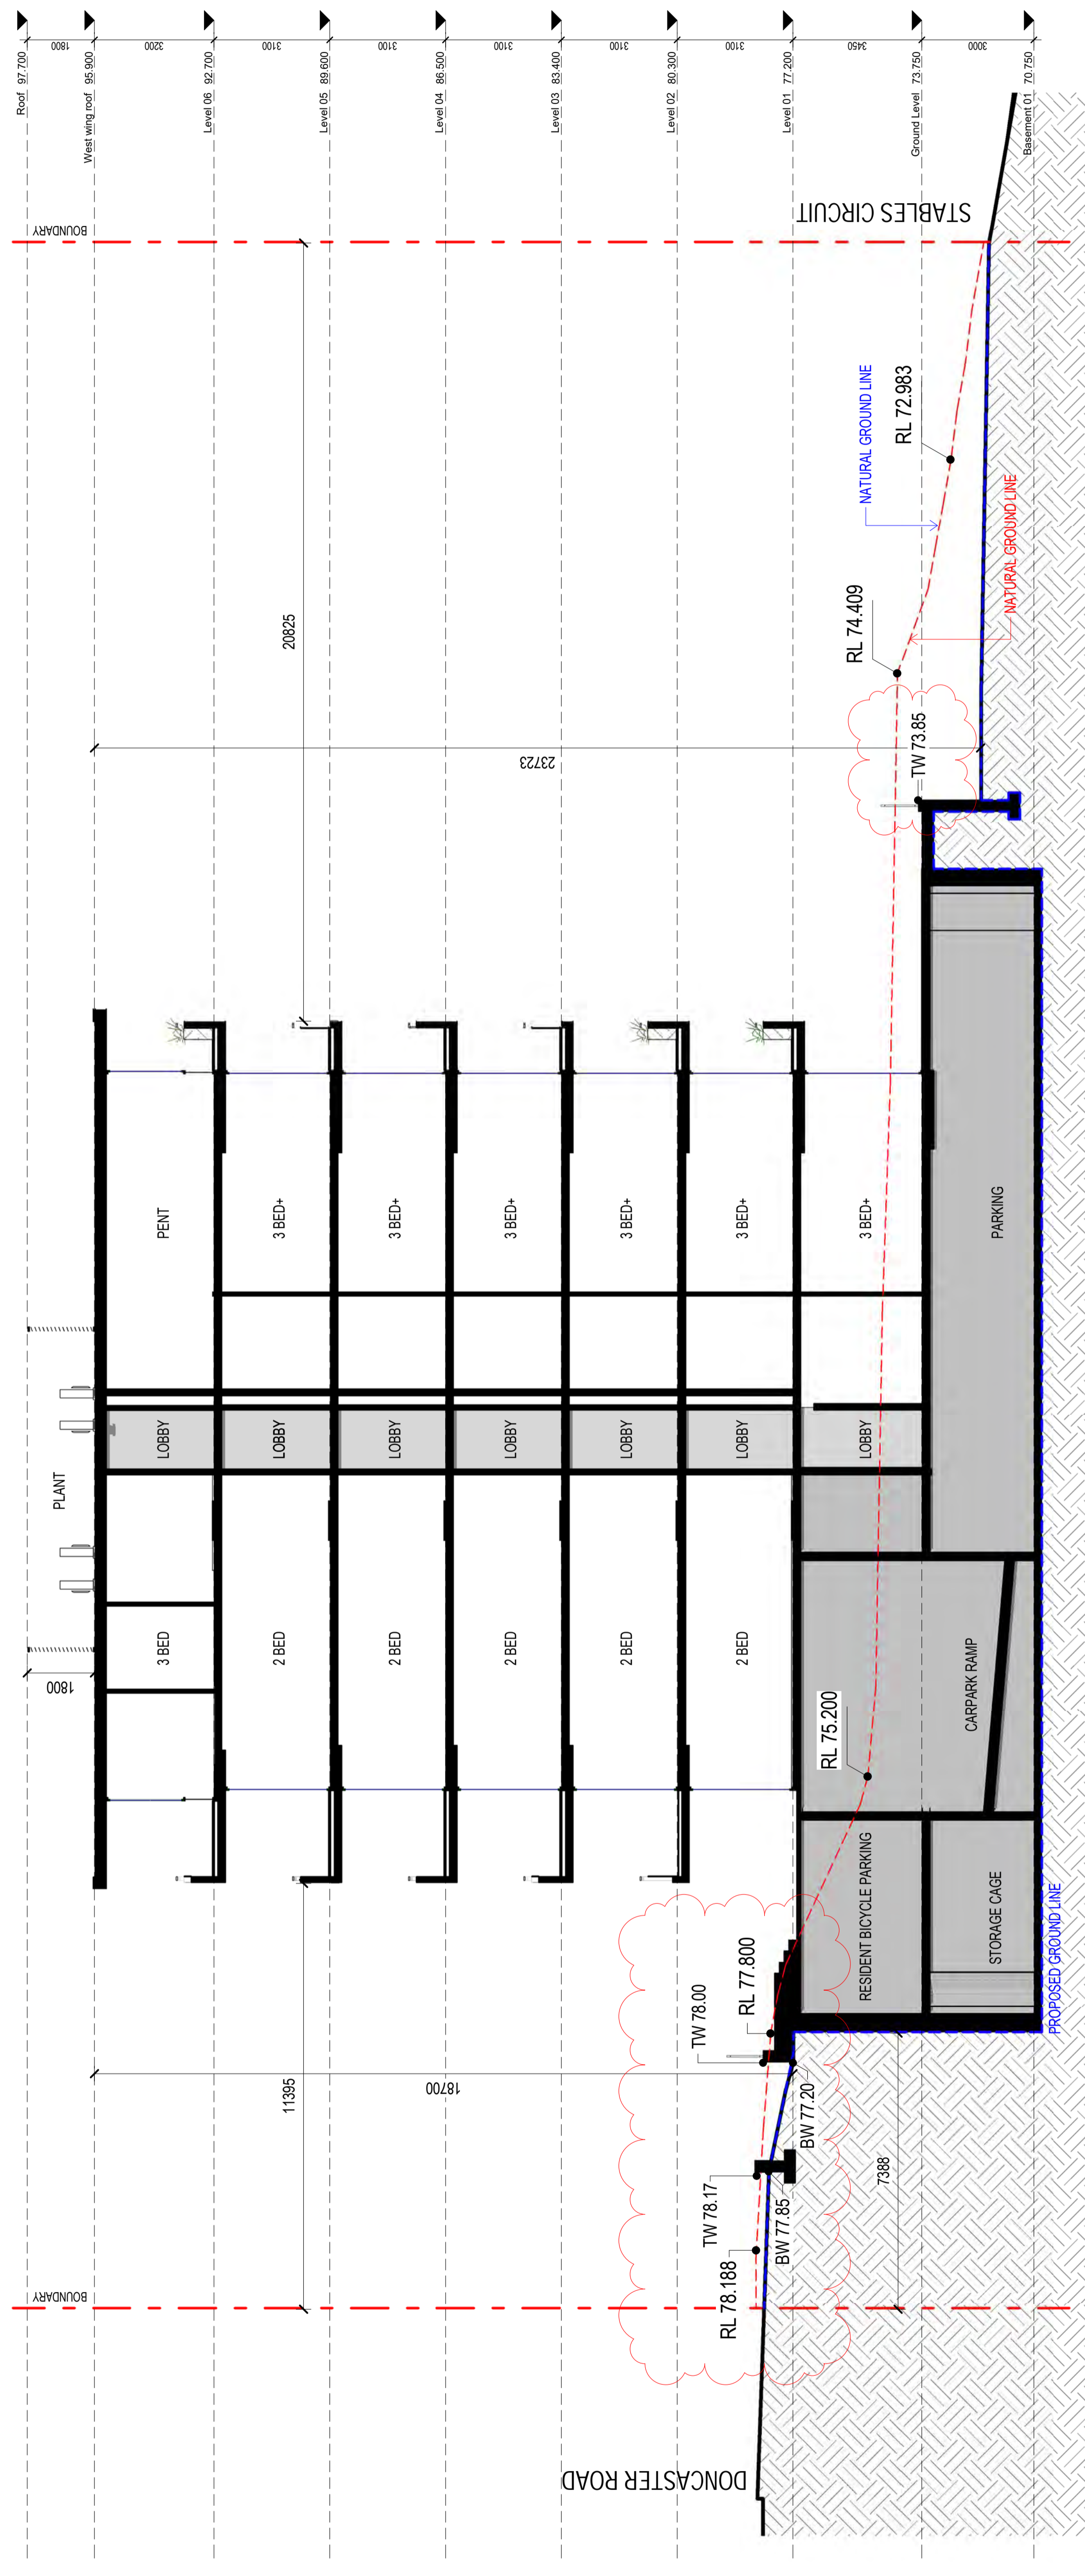 Roof 97.700
West wing roof 95.900
Level 06 92.700
Level 05 89.600
Level 04 86.500
Level 03 83.400
Level 02 80.300
Level 01 77.200
Ground Level 73.750
Basement 01 70.750
1800
3200
3100
3100
3100
3100
3100
3450
3000
BOUNDARY
STABLES CIRCUIT
20825
23723
NATURAL GROUND LINE
RL 72.983
NATURAL GROUND LINE
RL 74.409
TW 73.85
PENT
3 BED+
3 BED+
3 BED+
3 BED+
3 BED+
3 BED+
PARKING
PLANT
LOBBY
LOBBY
LOBBY
LOBBY
LOBBY
LOBBY
LOBBY
1800
3 BED
2 BED
2 BED
2 BED
2 BED
2 BED
RL 75.200
CARPARK RAMP
RESIDENT BICYCLE PARKING
STORAGE CAGE
PROPOSED GROUND LINE
11395
18700
TW 78.00
RL 77.800
BW 77.20
7388
TW 78.17
BW 77.85
RL 78.188
BOUNDARY
DONCASTER ROAD